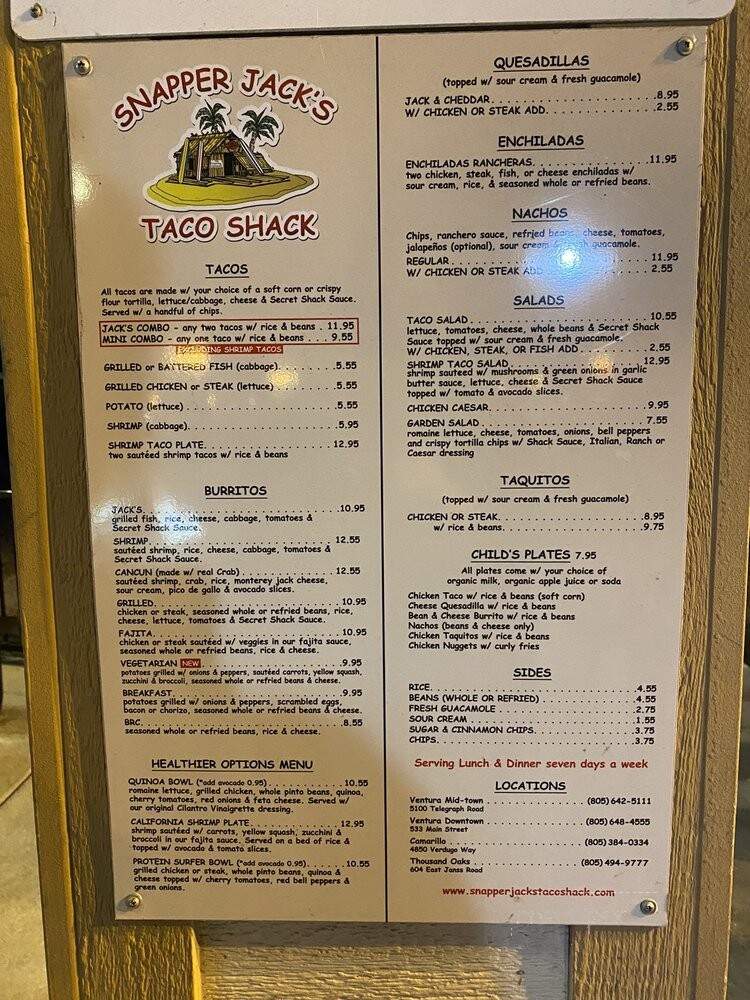 SNAPPER JACK'S
TACO SHACK
TACOS
All tacos are made w/ your choice of a soft corn or crispy
flour tortilla, lettuce/cabbage, cheese & Secret Shack Sauce.
Served w/ a handful of chips.
JACK'S COMBO - any two tacos w/ rice & beans . 11.95
MINI COMBO - any one taco w/ rice & beans . . . 9.55
EXCLUDING SHRIMP TACOS
GRILLED or BATTERED FISH (cabbage). . . . . . . . . .5.55
GRILLED CHICKEN or STEAK (lettuce) . . . . . . . . . .5.55
POTATO (lettuce) . . . . . . . . . . . . . . . . . . . .5.55
SHRIMP (cabbage). . . . . . . . . . . . . . . . . . . .5.95
SHRIMP TACO PLATE. . . . . . . . . . . . . . . . . 12.95
two sautéed shrimp tacos w/ rice & beans
BURRITOS
JACK'S. . . . . . . . . . . . . . . . . . . . . . . .10.95
grilled fish, rice, cheese, cabbage, tomatoes &
Secret Shack Sauce.
SHRIMP. . . . . . . . . . . . . . . . . . . . . . . 12.55
sautéed shrimp, rice, cheese, cabbage, tomatoes &
Secret Shack Sauce.
CANCUN (made w/ real Crab) . . . . . . . . . . . . 12.55
sautéed shrimp, crab, rice, monterey jack cheese,
sour cream, pico de gallo & avocado slices.
GRILLED. . . . . . . . . . . . . . . . . . . . . . . 10.95
chicken or steak, seasoned whole or refried beans, rice,
cheese, lettuce, tomatoes & Secret Shack Sauce.
FAJITA. . . . . . . . . . . . . . . . . . . . . . . 10.95
chicken or steak sautéed w/ veggies in our fajita sauce,
seasoned whole or refried beans, rice & cheese.
VEGETARIAN NEW . . . . . . . . . . . . . . . . . . .9.95
potatoes grilled w/ onions & peppers, sautéed carrots, yellow squash,
zucchini & broccoli, seasoned whole or refried beans & cheese.
BREAKFAST. . . . . . . . . . . . . . . . . . . . . .9.95
potatoes grilled w/ onions & peppers, scrambled eggs,
bacon or chorizo, seasoned whole or refried beans & cheese.
BRC. . . . . . . . . . . . . . . . . . . . . . . . .8.55
seasoned whole or refried beans, rice & cheese.
HEALTHIER OPTIONS MENU
QUINOA BOWL (*add avocado 0.95). . . . . . . . . . . 10.55
romaine lettuce, grilled chicken, whole pinto beans, quinoa,
cherry tomatoes, red onions & feta cheese. Served w/
our original Cilantro Vinaigrette dressing.
CALIFORNIA SHRIMP PLATE. . . . . . . . . . . . . . 12.95
shrimp sautéed w/ carrots, yellow squash, zucchini &
broccoli in our fajita sauce. Served on a bed of rice &
topped w/ avocado & tomato slices.
PROTEIN SURFER BOWL (*add avocado 0.95). . . . . .10.55
grilled chicken or steak, whole pinto beans, quinoa &
cheese topped w/ cherry tomatoes, red bell peppers &
green onions.
QUESADILLAS
(topped w/ sour cream & fresh guacamole)
JACK & CHEDDAR. . . . . . . . . . . . . . . . . . . .8.95
W/ CHICKEN OR STEAK ADD. . . . . . . . . . . . . .2.55
ENCHILADAS
ENCHILADAS RANCHERAS. . . . . . . . . . . . . . .11.95
two chicken, steak, fish, or cheese enchiladas w/
sour cream, rice, & seasoned whole or refried beans.
NACHOS
Chips, ranchero sauce, refried beans, cheese, tomatoes,
jalapeños (optional), sour cream & fresh guacamole.
REGULAR . . . . . . . . . . . . . . . . . . . . . . 11.95
W/ CHICKEN OR STEAK ADD . . . . . . . . . . . . . 2.55
SALADS
TACO SALAD . . . . . . . . . . . . . . . . . . . . . 10.55
lettuce, tomatoes, cheese, whole beans & Secret Shack
Sauce topped w/ sour cream & fresh guacamole.
W/ CHICKEN, STEAK, OR FISH ADD . . . . . . . . . 2.55
SHRIMP TACO SALAD. . . . . . . . . . . . . . . . . 12.95
shrimp sauteed w/ mushrooms & green onions in garlic
butter sauce, lettuce, cheese & Secret Shack Sauce
topped w/ tomato & avocado slices.
CHICKEN CAESAR. . . . . . . . . . . . . . . . . . . .9.95
GARDEN SALAD . . . . . . . . . . . . . . . . . . . . 7.55
romaine lettuce, cheese, tomatoes, onions, bell peppers
and crispy tortilla chips w/ Shack Sauce, Italian, Ranch or
Caesar dressing
TAQUITOS
(topped w/ sour cream & fresh guacamole)
CHICKEN OR STEAK. . . . . . . . . . . . . . . . . . .8.95
w/ rice & beans. . . . . . . . . . . . . . . . . . .9.75
CHILD'S PLATES 7.95
All plates come w/ your choice of
organic milk, organic apple juice or soda
Chicken Taco w/ rice & beans (soft corn)
Cheese Quesadilla w/ rice & beans
Bean & Cheese Burrito w/ rice & beans
Nachos (beans & cheese only)
Chicken Taquitos w/ rice & beans
Chicken Nuggets w/ curly fries
SIDES
RICE. . . . . . . . . . . . . . . . . . . . . . . . .4.55
BEANS (WHOLE OR REFRIED) . . . . . . . . . . . . .4.55
FRESH GUACAMOLE . . . . . . . . . . . . . . . . . .2.75
SOUR CREAM . . . . . . . . . . . . . . . . . . . . .1.55
SUGAR & CINNAMON CHIPS. . . . . . . . . . . . . . .3.75
CHIPS. . . . . . . . . . . . . . . . . . . . . . . .3.75
Serving Lunch & Dinner seven days a week
LOCATIONS
Ventura Mid-town . . . . . . . . . . . . . (805) 642-5111
5100 Telegraph Road
Ventura Downtown . . . . . . . . . . . . . (805) 648-4555
533 Main Street
Camarillo . . . . . . . . . . . . . . . . . (805) 384-0334
4850 Verdugo Way
Thousand Oaks . . . . . . . . . . . . . . (805) 494-9777
604 East Janss Road
www.snapperjackstacoshack.com